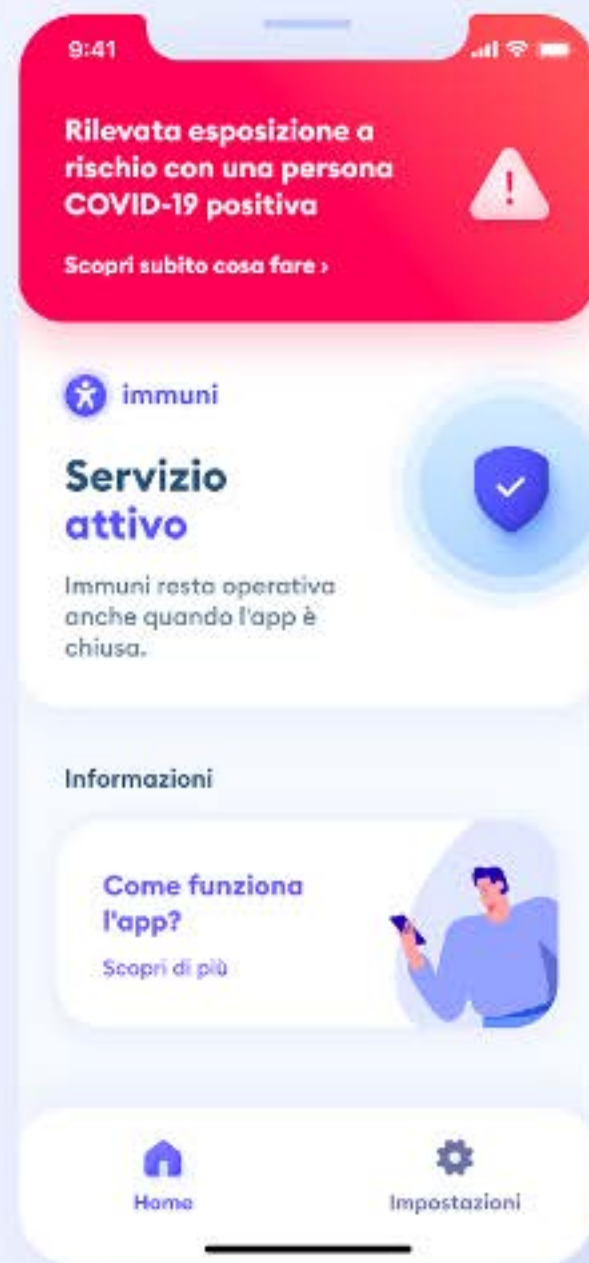 9:41
Rilevata esposizione a
rischio con una persona
COVID-19 positiva
Scopri subito cosa fare ›
immuni
Servizio
attivo
Immuni resta operativa
anche quando l'app è
chiusa.
Informazioni
Come funziona
l'app?
Scopri di più
Home
Impostazioni